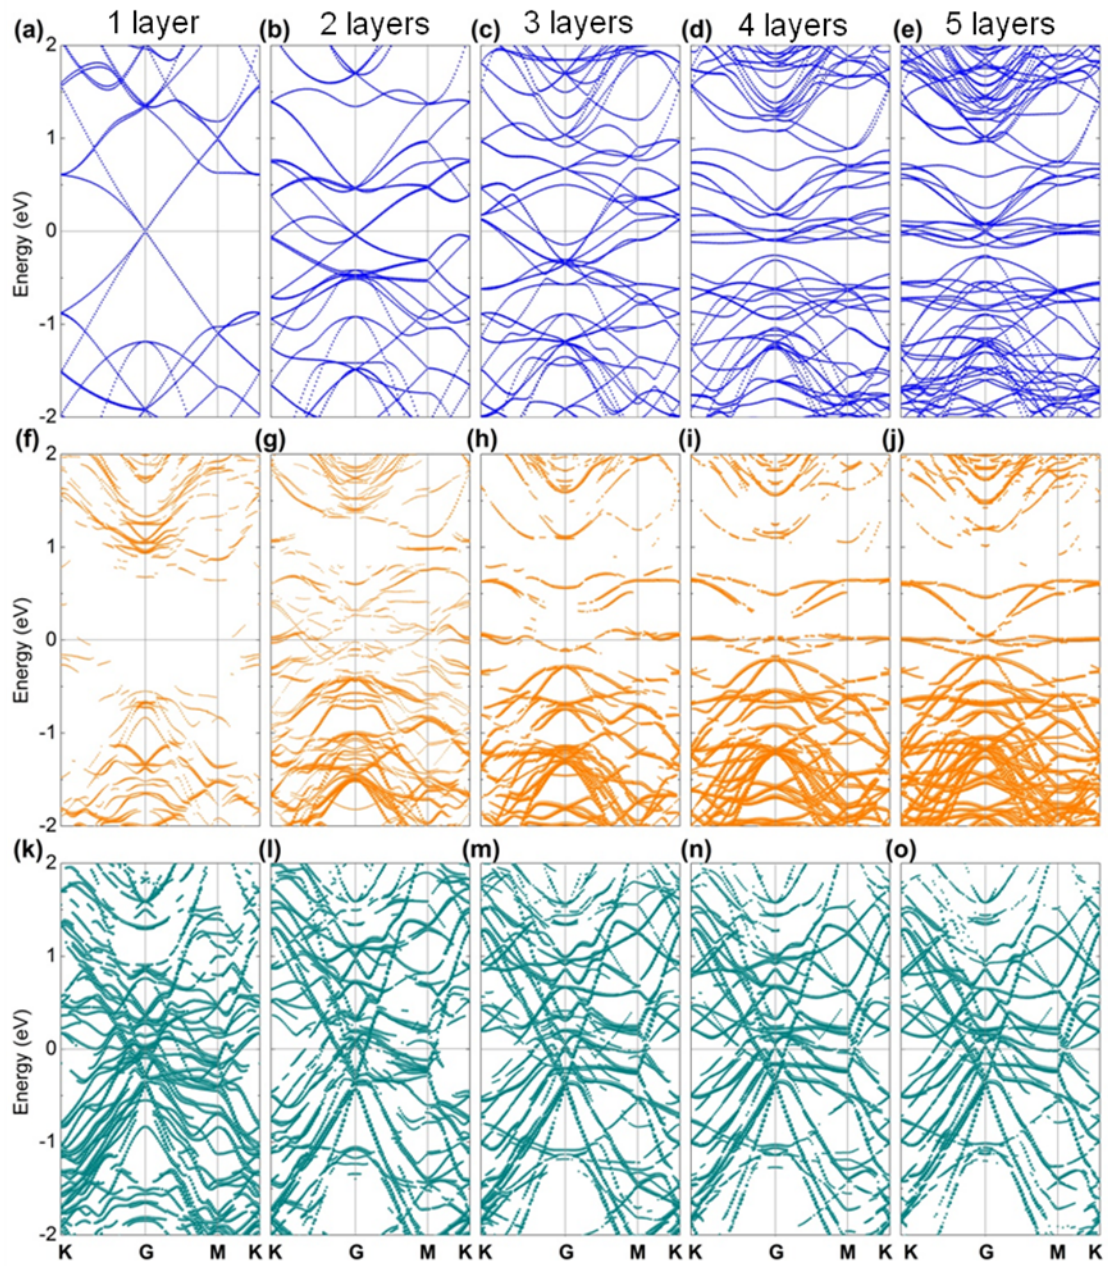 (a) 1 layer (b) 2 layers (c) 3 layers (d) 4 layers (e) 5 layers
2
1
0
-1
-2
Energy (eV)
(f) (g) (h) (i) (j)
2
1
0
-1
-2
Energy (eV)
(k) (l) (m) (n) (o)
2
1
0
-1
-2
Energy (eV)
K G M K K G M K K G M K K G M K K G M K